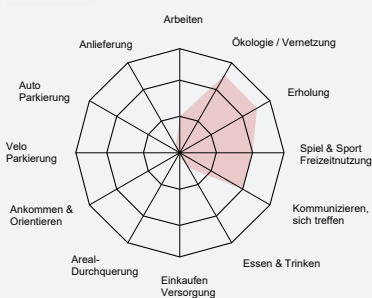 Arbeiten
Ökologie / Vernetzung
Erholung
Spiel & Sport
Freizeitnutzung
Kommunizieren,
sich treffen
Essen & Trinken
Einkaufen
Versorgung
Areal-
Durchquerung
Ankommen &
Orientieren
Velo
Parkierung
Auto
Parkierung
Anlieferung